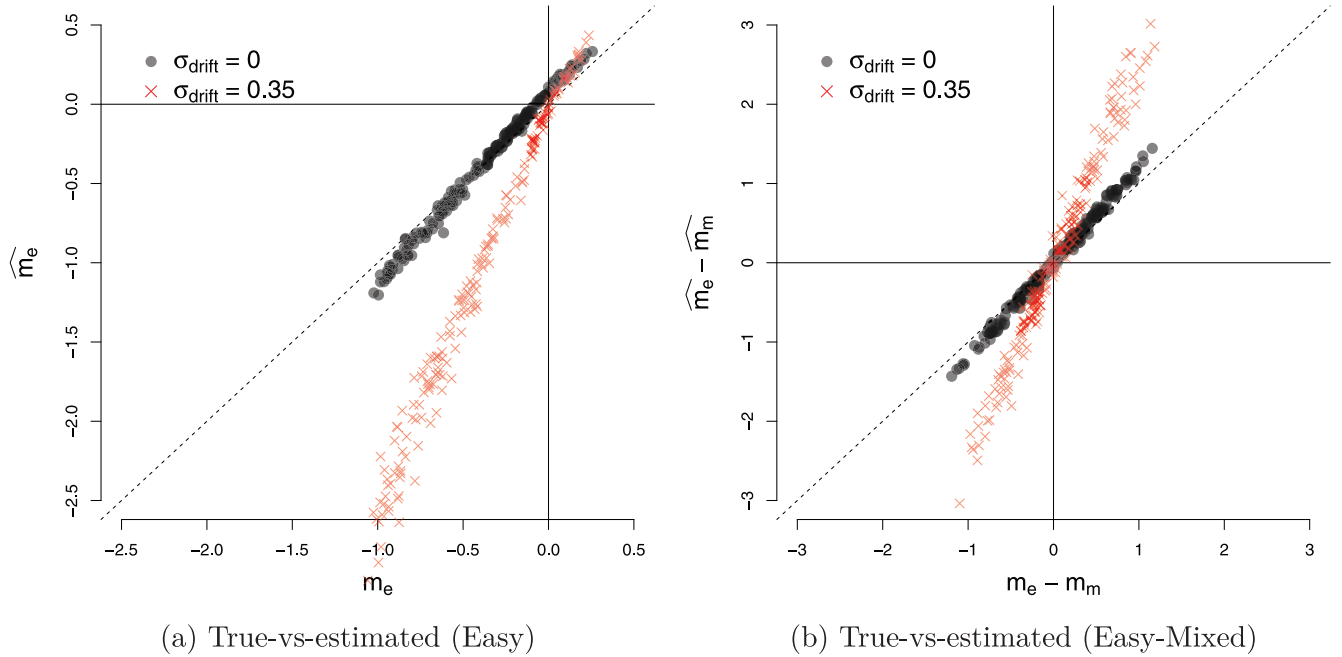 0.5
0.0
-0.5
-1.0
-1.5
-2.0
-2.5
-2.5 -2.0 -1.5 -1.0 -0.5 0.0 0.5
σdrift = 0
σdrift = 0.35
m̂e
me
(a) True-vs-estimated (Easy)
3
2
1
0
−1
−2
−3
−3 −2 −1 0 1 2 3
σdrift = 0
σdrift = 0.35
m̂e − m̂m
me − mm
(b) True-vs-estimated (Easy-Mixed)